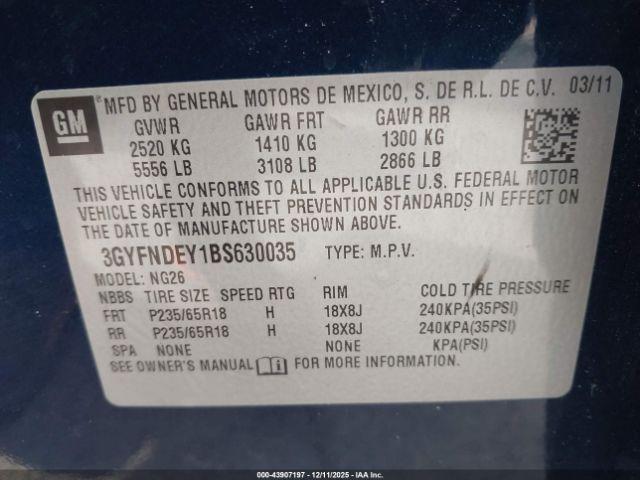 GM ® MFD BY GENERAL MOTORS DE MEXICO, S. DE R.L. DE C.V. 03/11
GVWR GAWR FRT GAWR RR
2520 KG 1410 KG 1300 KG
5556 LB 3108 LB 2866 LB
THIS VEHICLE CONFORMS TO ALL APPLICABLE U.S. FEDERAL MOTOR
VEHICLE SAFETY AND THEFT PREVENTION STANDARDS IN EFFECT ON
THE DATE OF MANUFACTURE SHOWN ABOVE.
3GYFNDEY1BS630035 TYPE: M.P.V.
MODEL: NG26
NBBS TIRE SIZE SPEED RTG RIM COLD TIRE PRESSURE
FRT P235/65R18 H 18X8J 240KPA(35PSI)
RR P235/65R18 H 18X8J 240KPA(35PSI)
SPA NONE NONE KPA(PSI)
SEE OWNER'S MANUAL i FOR MORE INFORMATION.
000-43907197 - 12/11/2025 - IAAI.COM